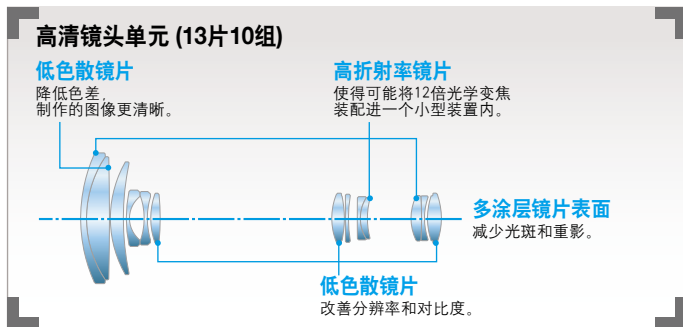 高清镜头单元 (13片10组)
低色散镜片
降低色差,
制作的图像更清晰。
高折射率镜片
使得可能将12倍光学变焦
装配进一个小型装置内。
多涂层镜片表面
减少光斑和重影。
低色散镜片
改善分辨率和对比度。